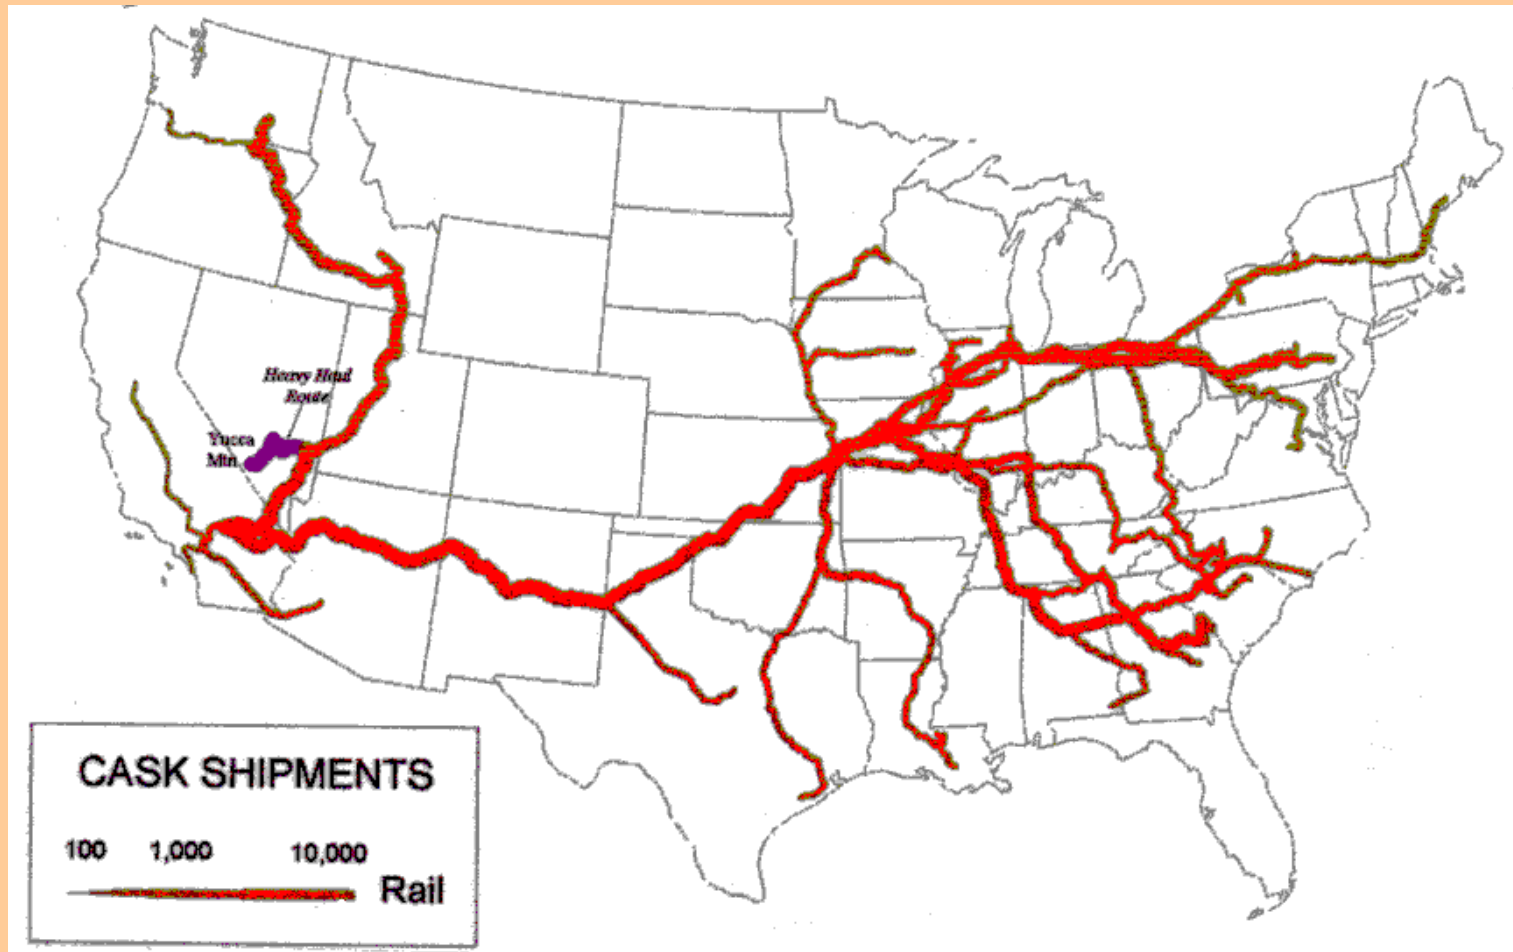 Heavy Haul
Route
Yucca
Mtn
CASK SHIPMENTS
100 1,000 10,000
Rail